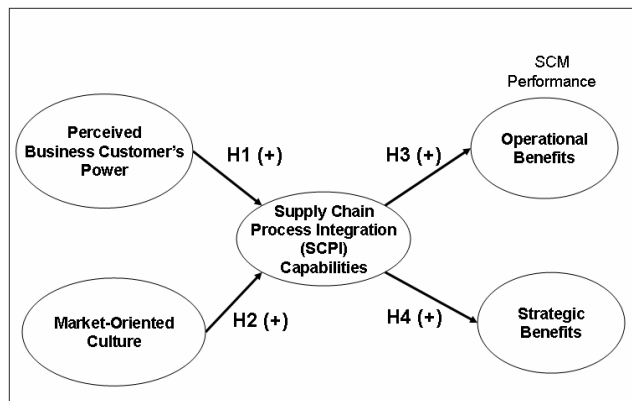 SCM
Performance
Perceived
Business Customer's
Power
H1 (+)
H3 (+)
Operational
Benefits
Supply Chain
Process Integration
(SCPI)
Capabilities
Market-Oriented
Culture
H2 (+)
H4 (+)
Strategic
Benefits